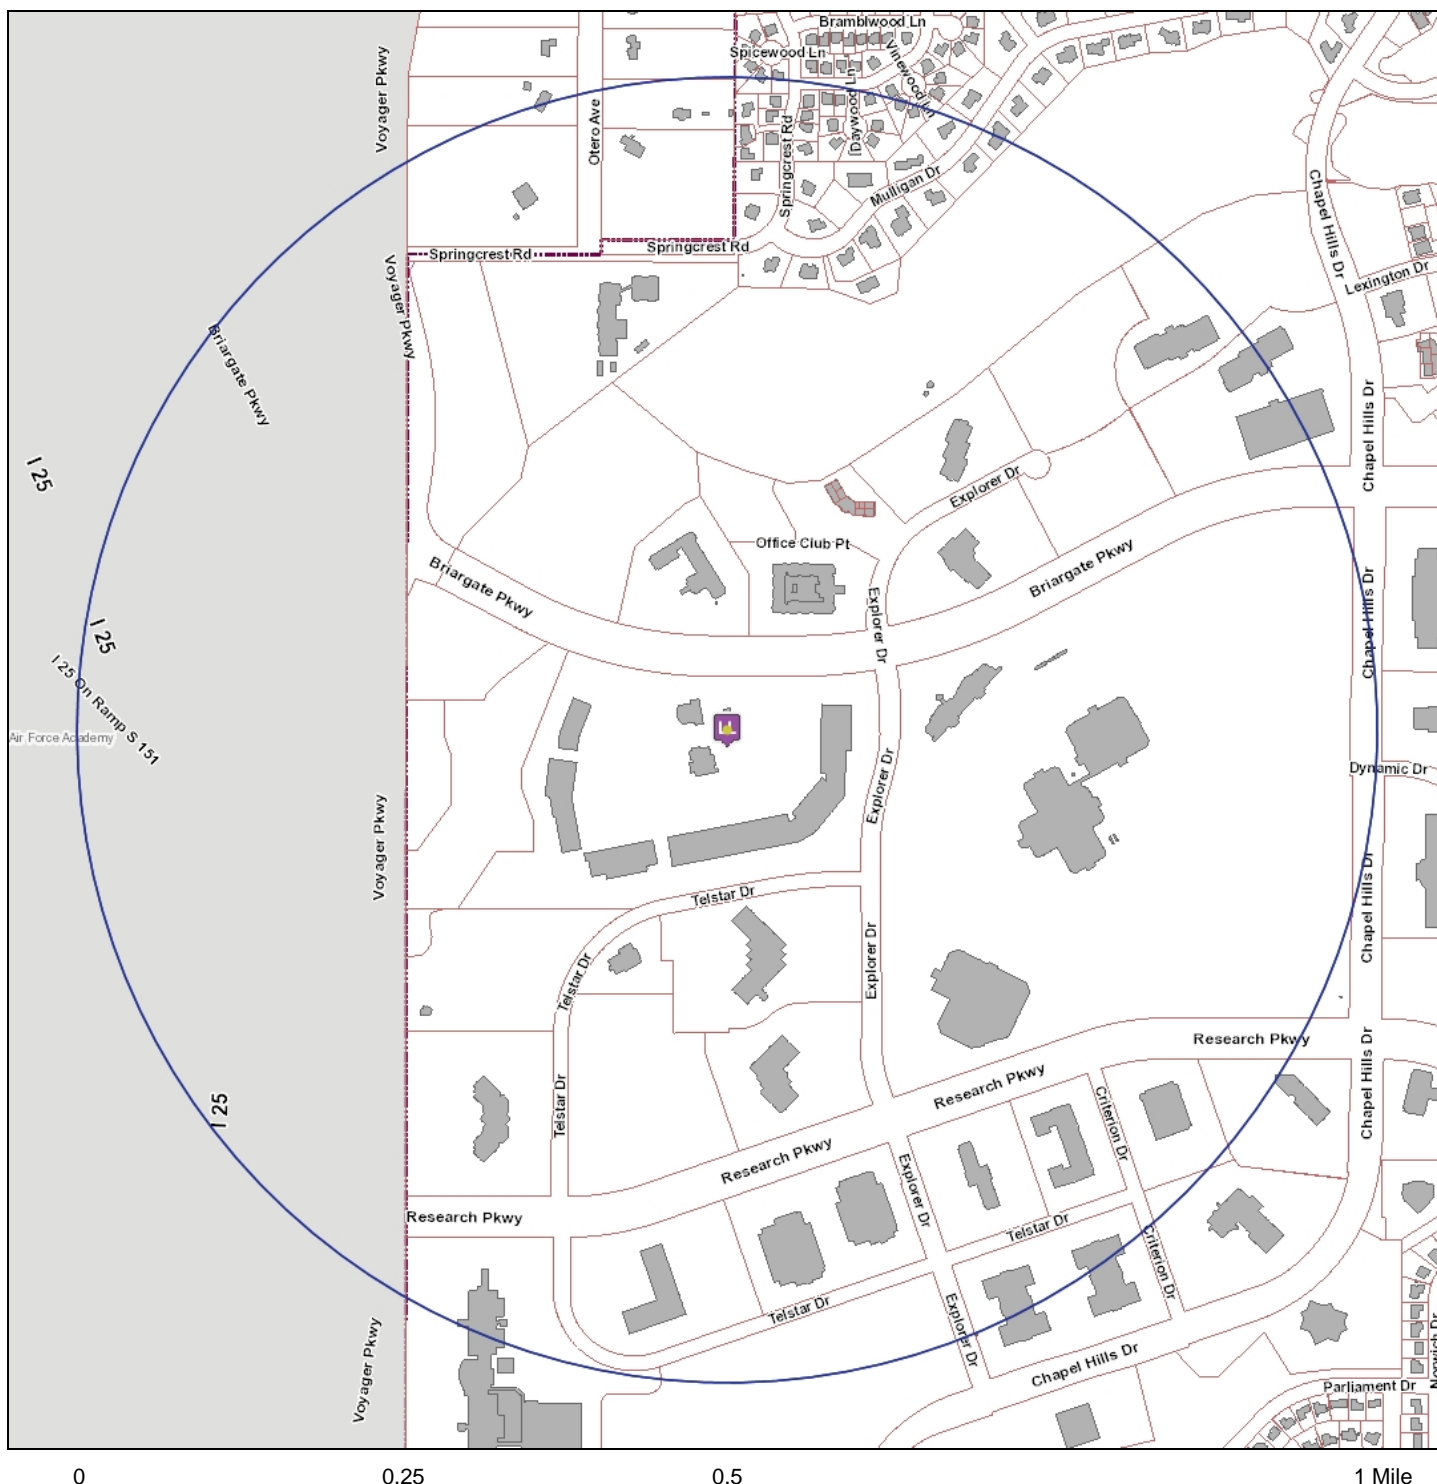 Bramblwood Ln
Spicewood Ln
Vinewood Ln
Voyager Pkwy
Otero Ave
Daywood Ln
Springcrest Rd
Mulligan Dr
Chapel Hills Dr
Springcrest Rd
Springcrest Rd
Voyager Pkwy
Lexington Dr
Briargate Pkwy
Chapel Hills Dr
I 25
Explorer Dr
Office Club Pt
Briargate Pkwy
Briargate Pkwy
Explorer Dr
Chapel Hills Dr
I 25
I 25 On Ramp S 151
Air Force Academy
Explorer Dr
Dynamic Dr
Voyager Pkwy
Telstar Dr
Chapel Hills Dr
Explorer Dr
Telstar Dr
Research Pkwy
Chapel Hills Dr
Research Pkwy
Telstar Dr
I 25
Criterion Dr
Research Pkwy
Explorer Dr
Research Pkwy
Telstar Dr
Criterion Dr
Telstar Dr
Explorer Dr
Voyager Pkwy
Chapel Hills Dr
Norwich Dr
Parliament Dr
0 0.25 0.5 1 Mile